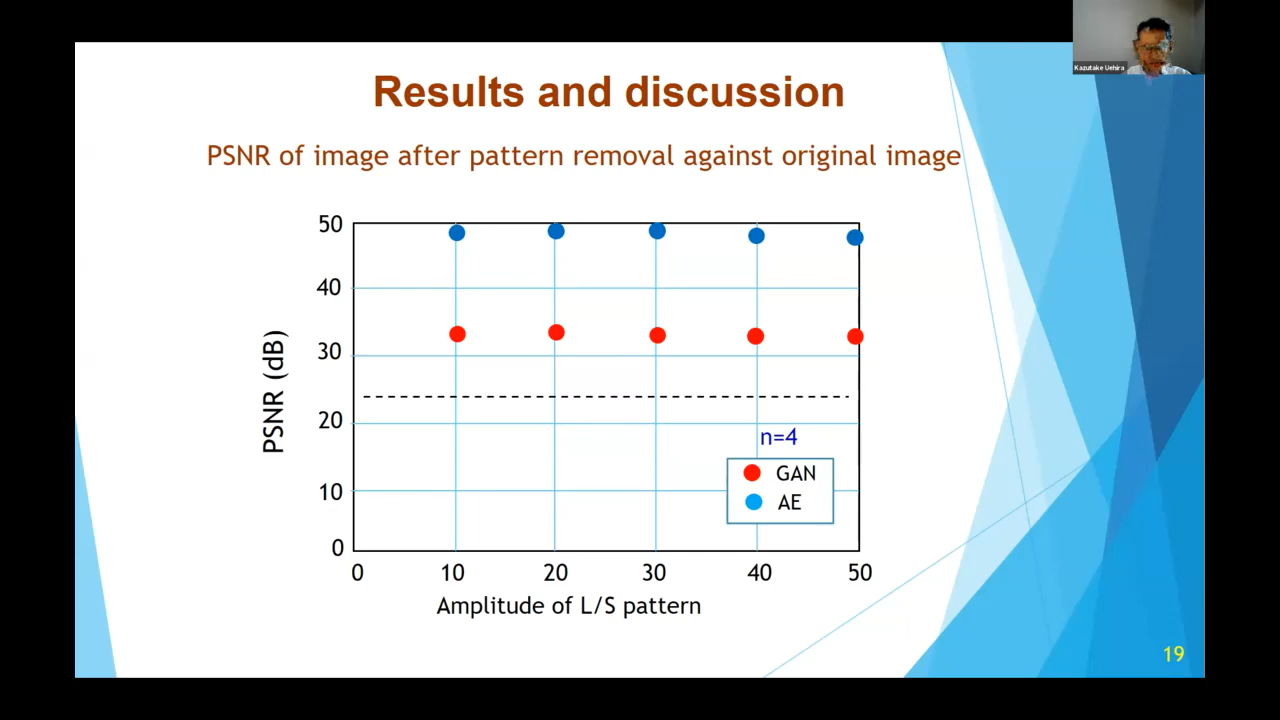 Kazutake Uehira
Results and discussion
PSNR of image after pattern removal against original image
50
40
30
20
10
0
PSNR (dB)
n=4
GAN
AE
0 10 20 30 40 50
Amplitude of L/S pattern
19